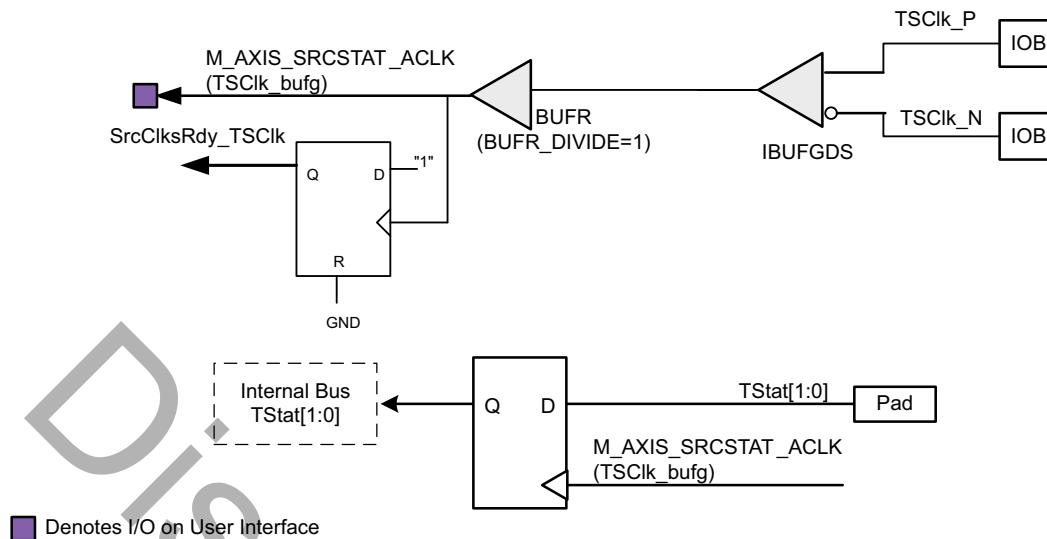 TSClk_P
IOB
M_AXIS_SRCSTAT_ACLK
(TSClk_bufg)
BUFR
(BUFR_DIVIDE=1)
TSClk_N
IOB
IBUFGDS
SrcClksRdy_TSClk
Q
D
"1"
R
GND
Internal Bus
TStat[1:0]
Q
D
TStat[1:0]
Pad
M_AXIS_SRCSTAT_ACLK
(TSClk_bufg)
Denotes I/O on User Interface
Dis